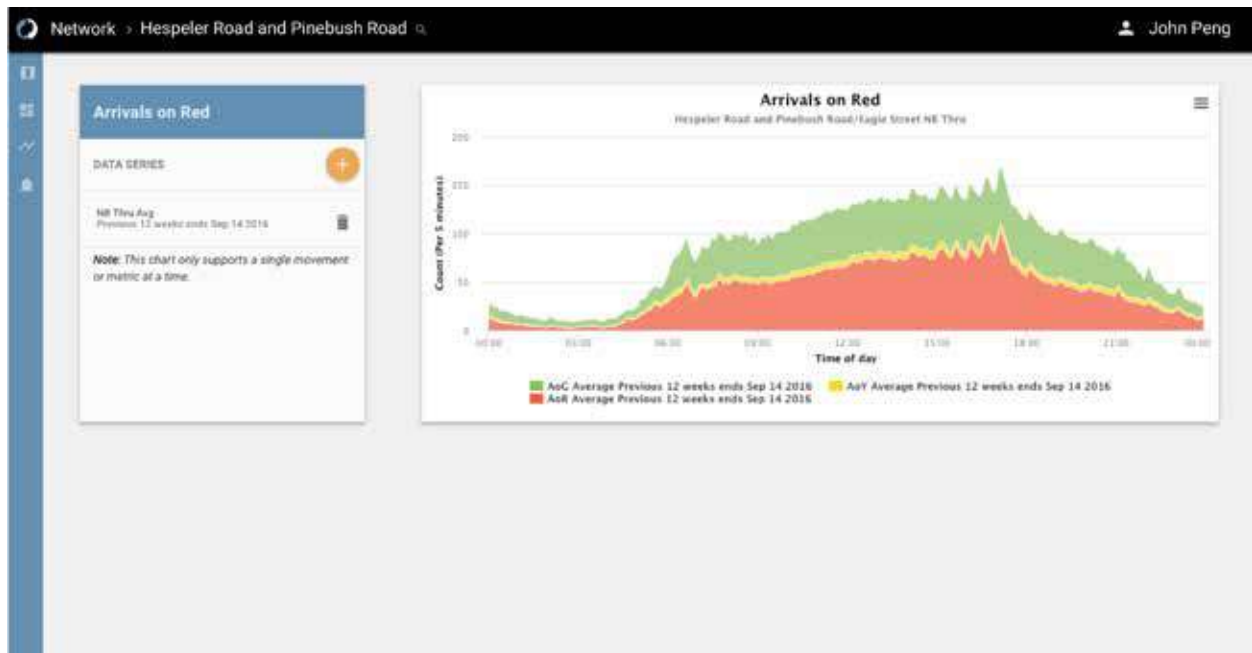 Network > Hespeler Road and Pinebush Road
John Peng
Arrivals on Red
DATA SERIES
+
NB Thru Avg
Previous 12 weeks ends Sep 14 2016
Note: This chart only supports a single movement
or metric at a time.
Arrivals on Red
Hespeler Road and Pinebush Road/Eagle Street NB Thru
Count (Per 5 minutes)
200
150
100
50
0
00:00 03:00 06:00 09:00 12:00 15:00 18:00 21:00 00:00
Time of day
AoG Average Previous 12 weeks ends Sep 14 2016 AoY Average Previous 12 weeks ends Sep 14 2016
AoR Average Previous 12 weeks ends Sep 14 2016